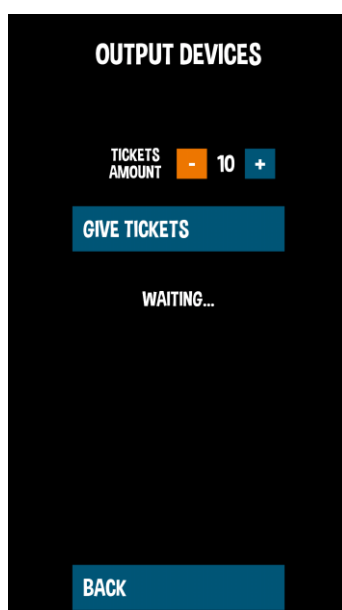 OUTPUT DEVICES
TICKETS
AMOUNT - 10 +
GIVE TICKETS
WAITING...
BACK